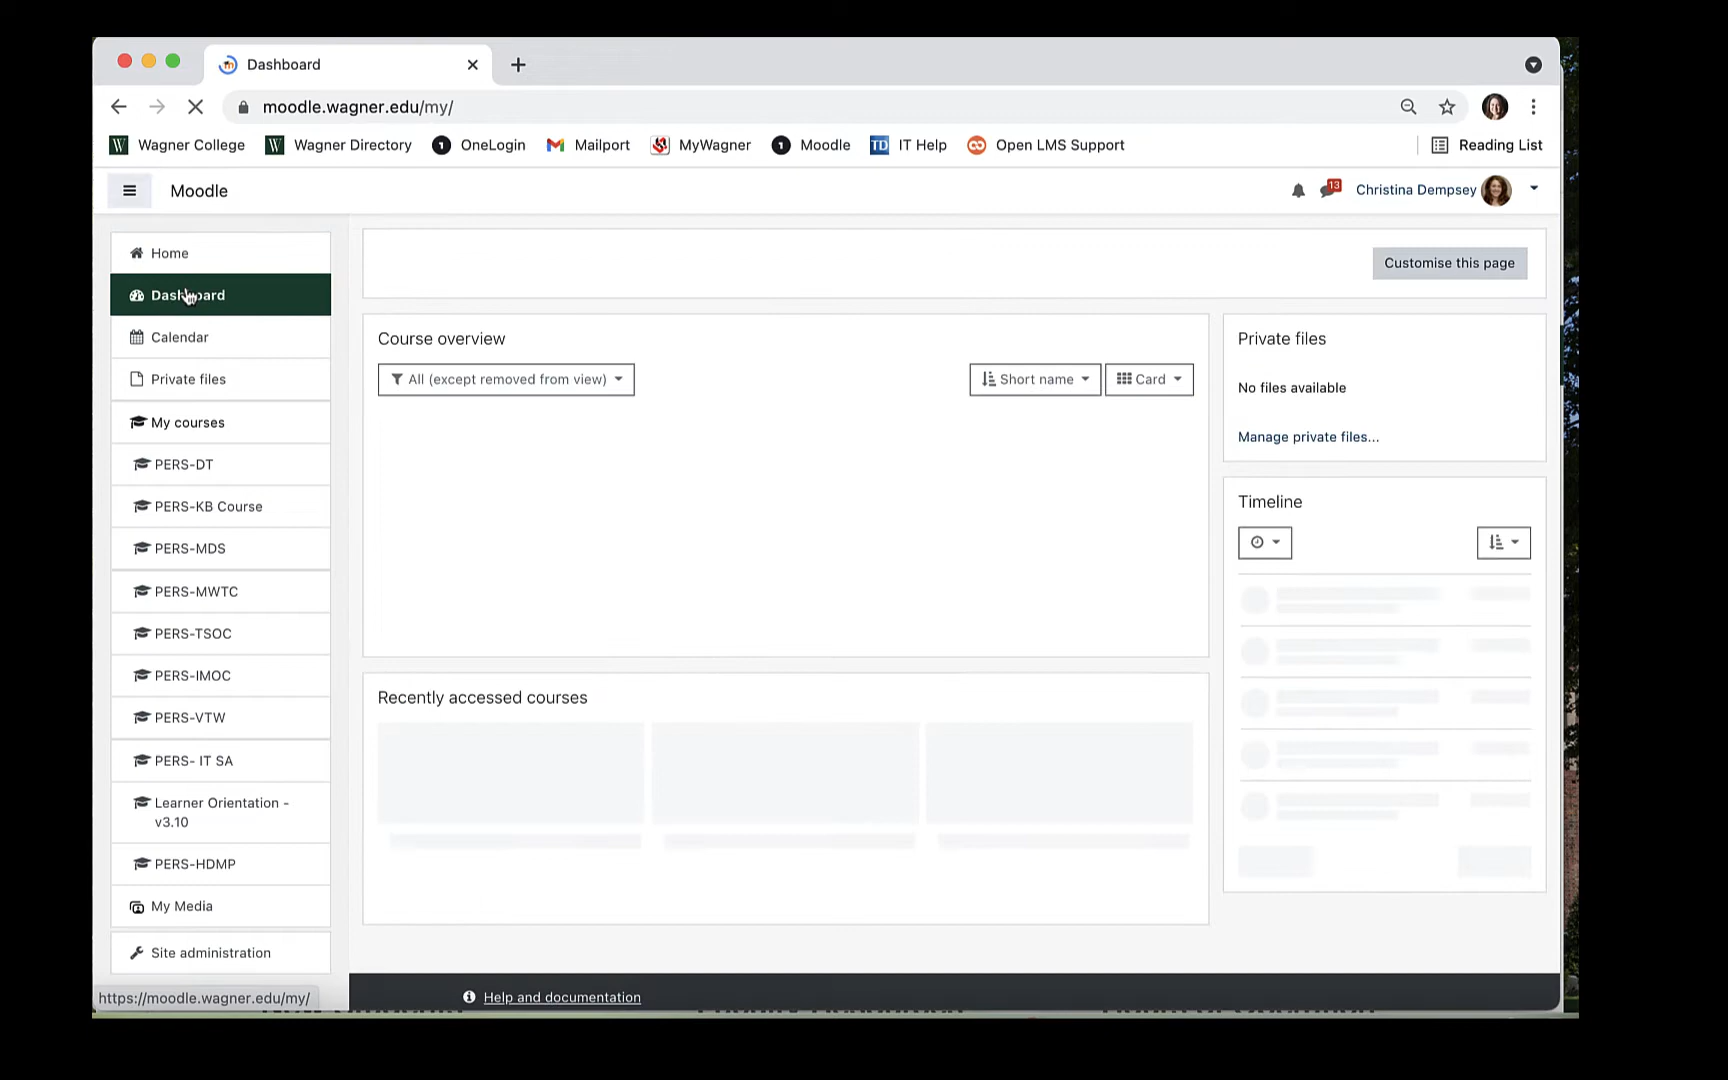 Dashboard
moodle.wagner.edu/my/
Wagner College
Wagner Directory
OneLogin
Mailport
MyWagner
Moodle
IT Help
Open LMS Support
Reading List
Moodle
13
Christina Dempsey
Home
Dashboard
Calendar
Private files
My courses
PERS-DT
PERS-KB Course
PERS-MDS
PERS-MWTC
PERS-TSOC
PERS-IMOC
PERS-VTW
PERS- IT SA
Learner Orientation -
v3.10
PERS-HDMP
My Media
Site administration
https://moodle.wagner.edu/my/
Customise this page
Course overview
All (except removed from view)
Short name
Card
Recently accessed courses
Private files
No files available
Manage private files...
Timeline
Help and documentation